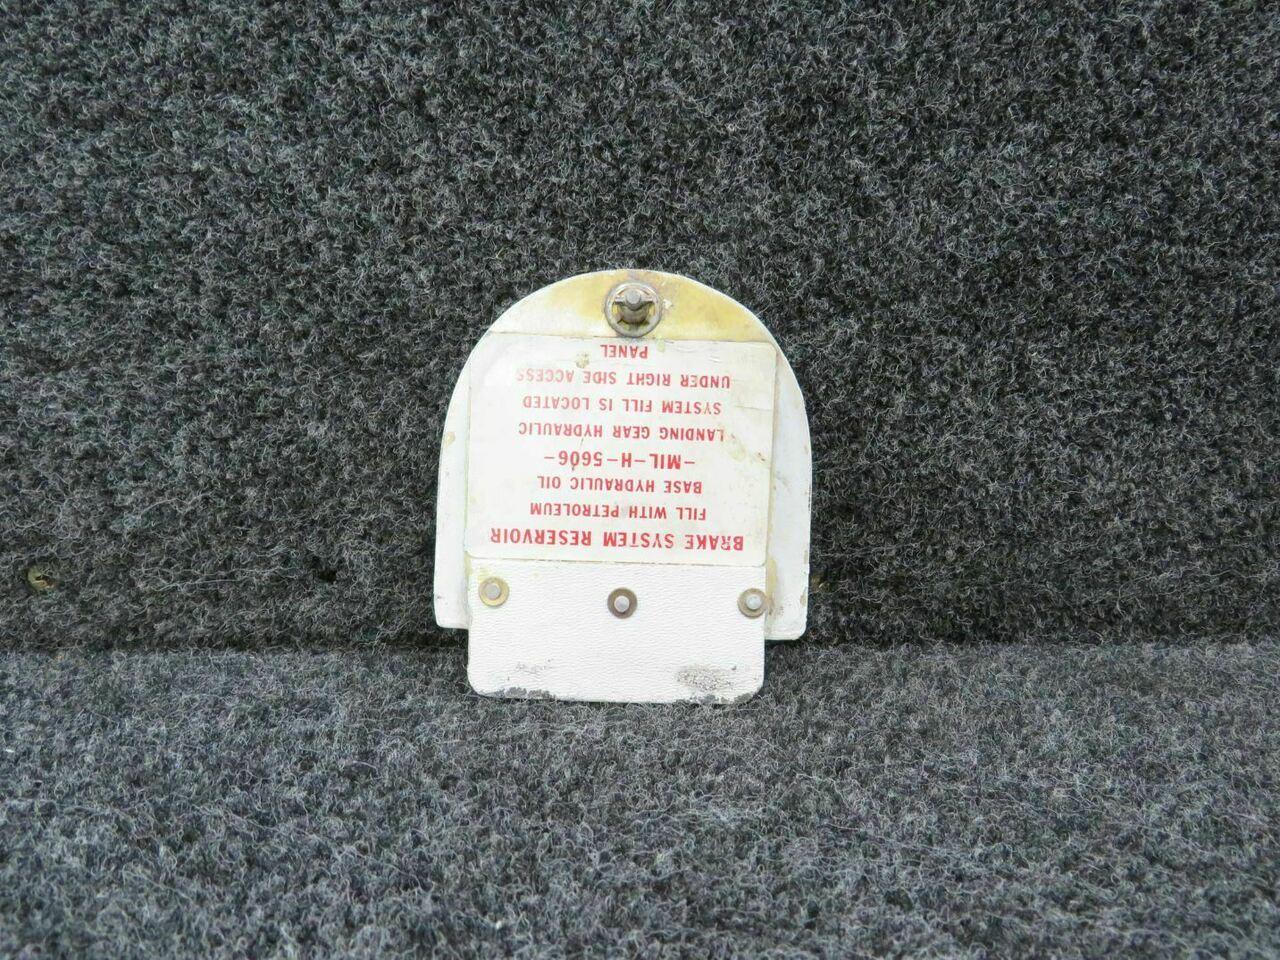 BRAKE SYSTEM RESERVOIR
FILL WITH PETROLEUM
BASE HYDRAULIC OIL
-MIL-H-5606-
LANDING GEAR HYDRAULIC
SYSTEM FILL IS LOCATED
UNDER RIGHT SIDE ACCESS
PANEL